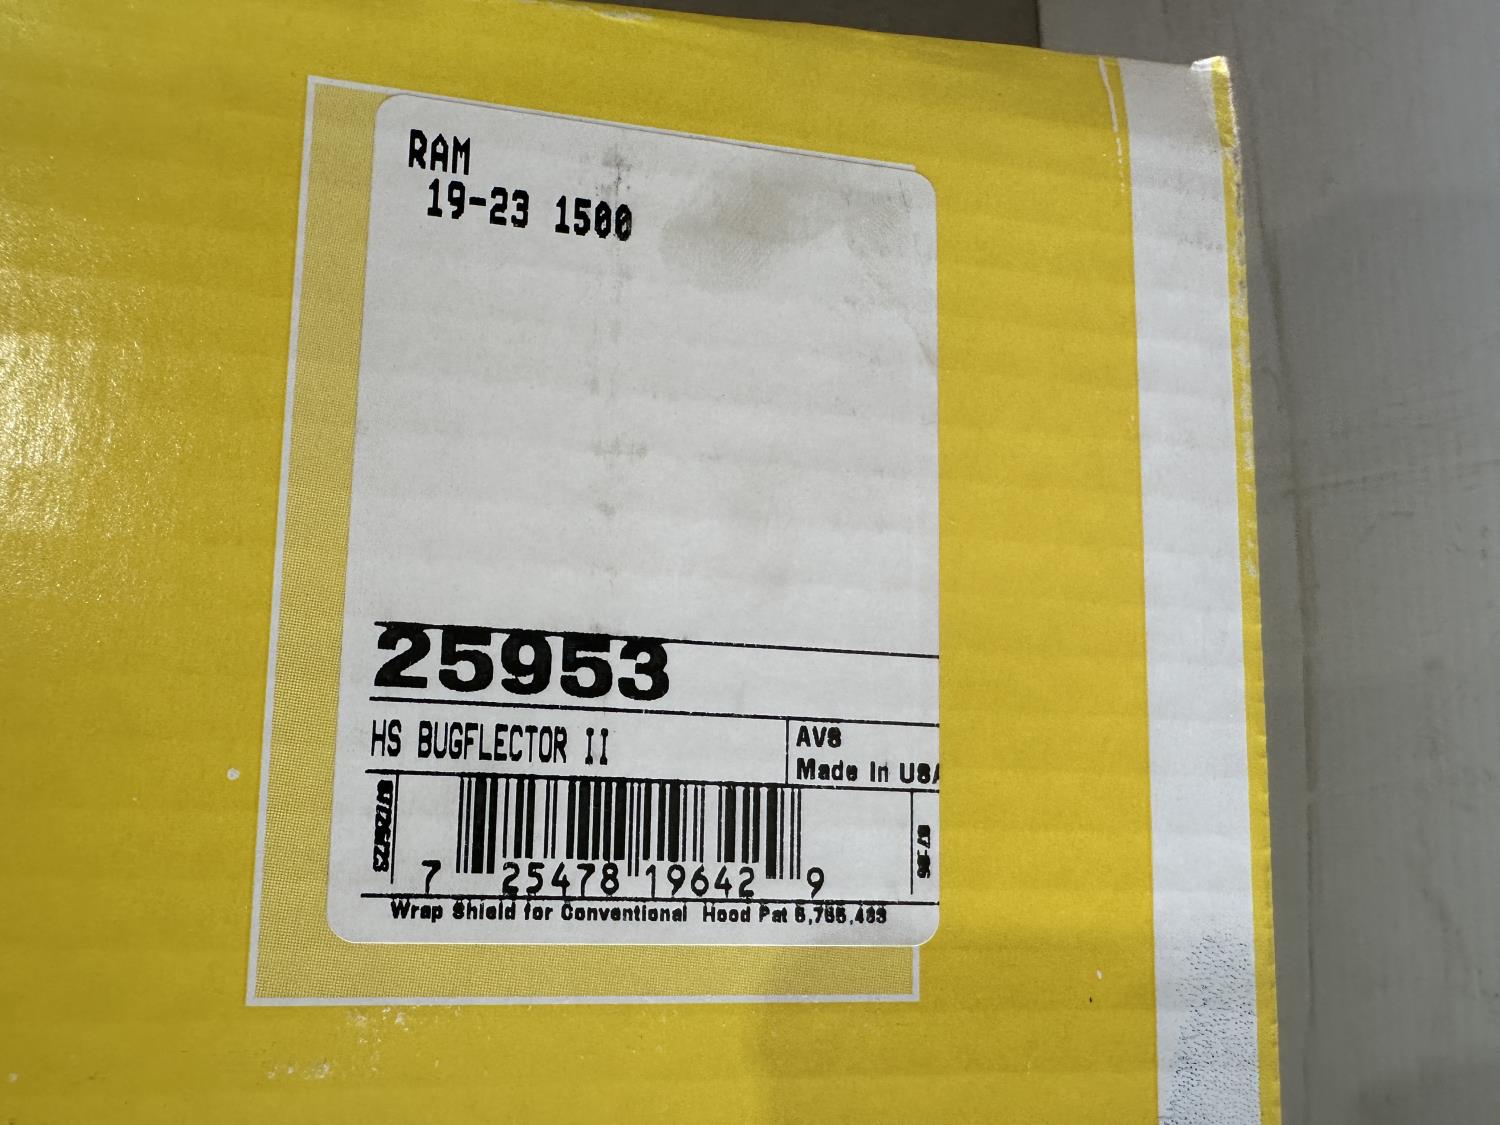 RAM
19-23 1500
25953
HS BUGFLECTOR II
AVS
Made In USA
7 25478 19642 9
Wrap Shield for Conventional Hood Pat